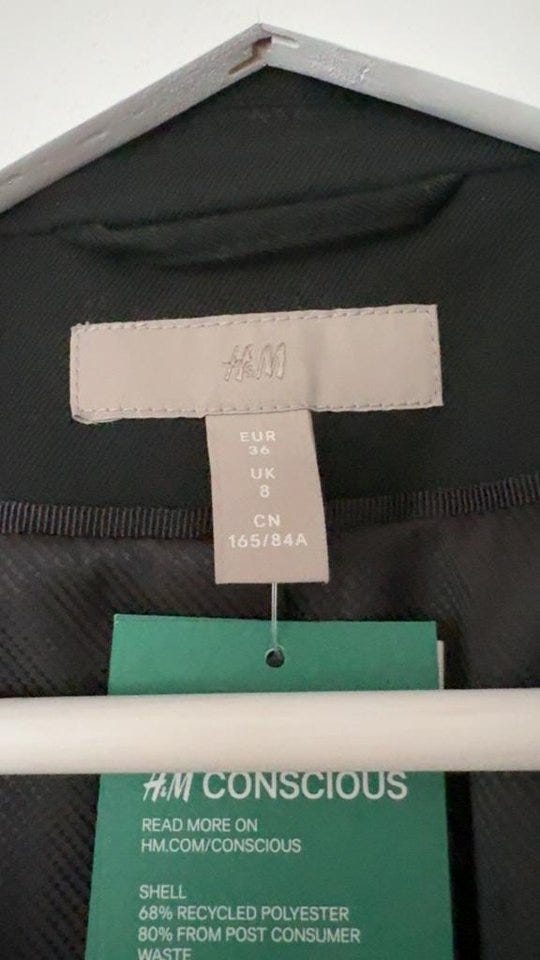 H&M
EUR
36
UK
8
CN
165/84A
H&M CONSCIOUS
READ MORE ON
HM.COM/CONSCIOUS
SHELL
68% RECYCLED POLYESTER
80% FROM POST CONSUMER
WASTE